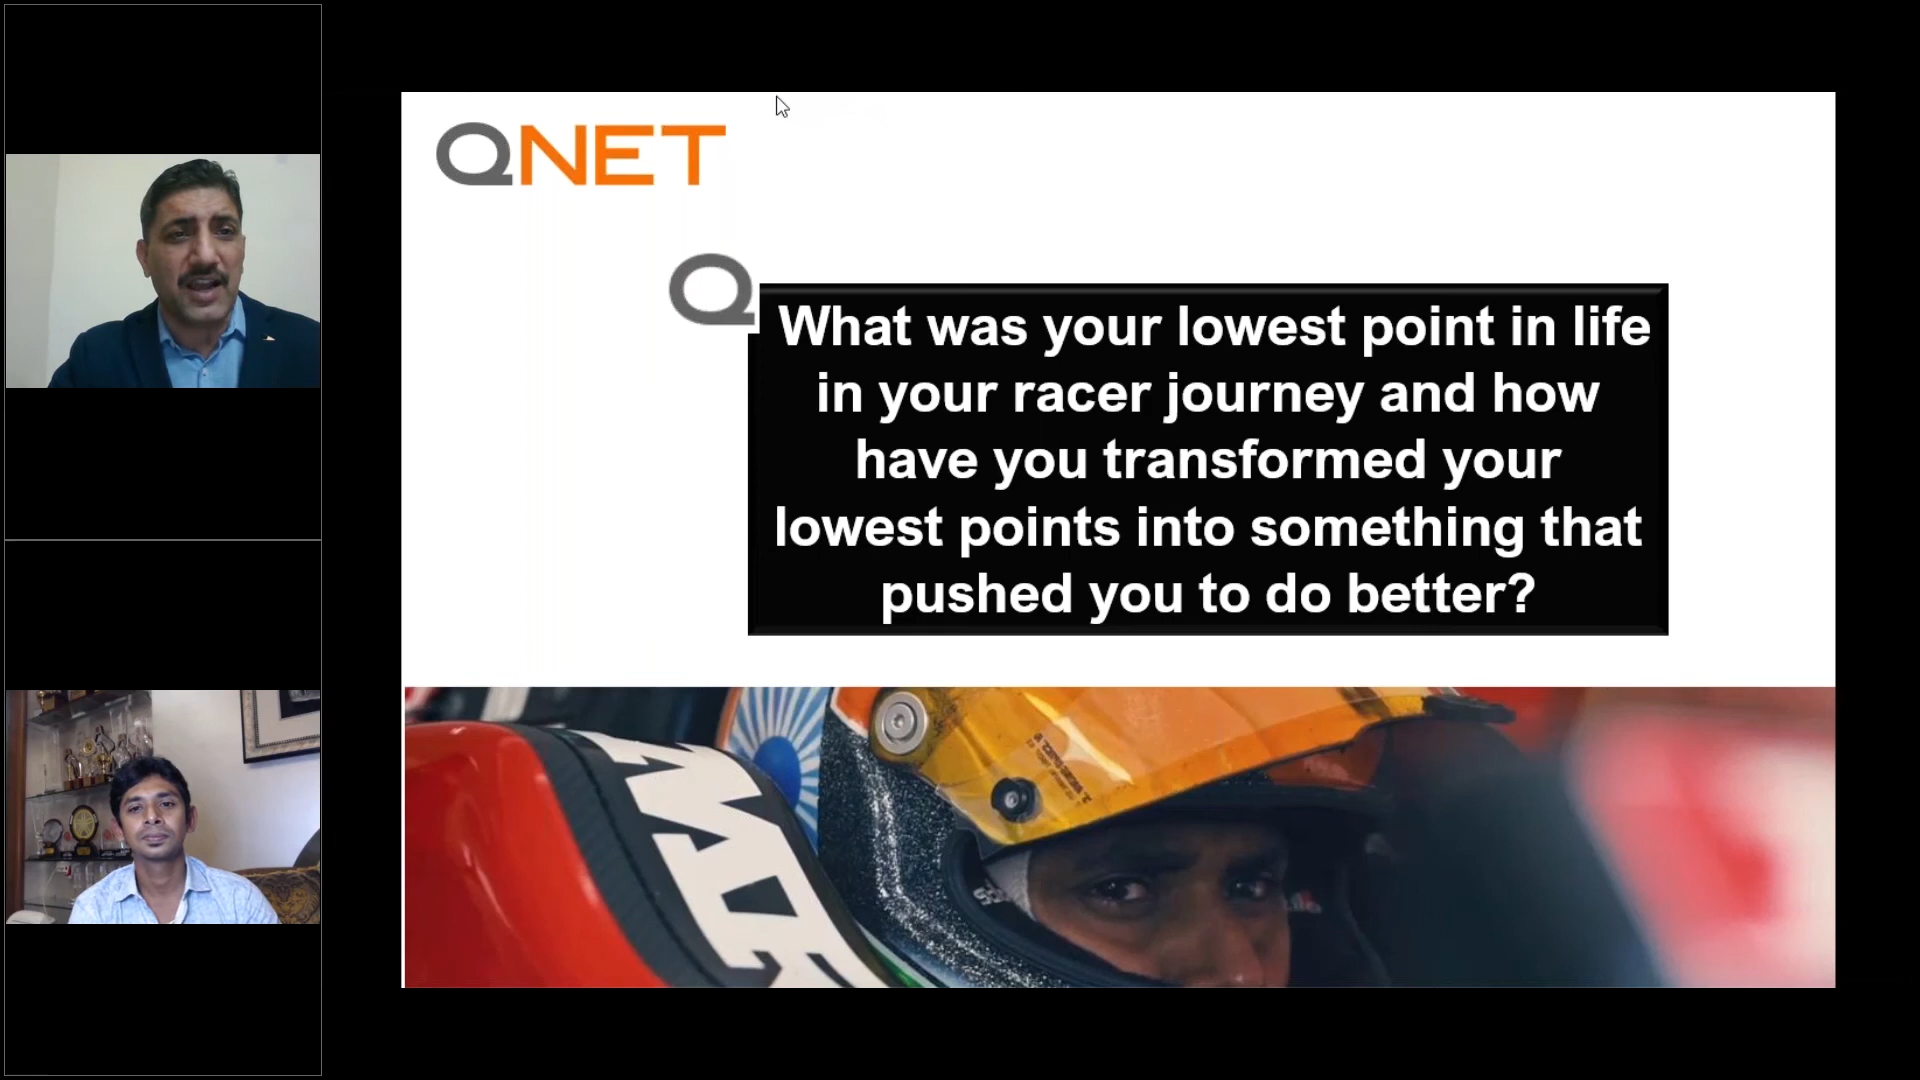 QNET
Q
What was your lowest point in life
in your racer journey and how
have you transformed your
lowest points into something that
pushed you to do better?